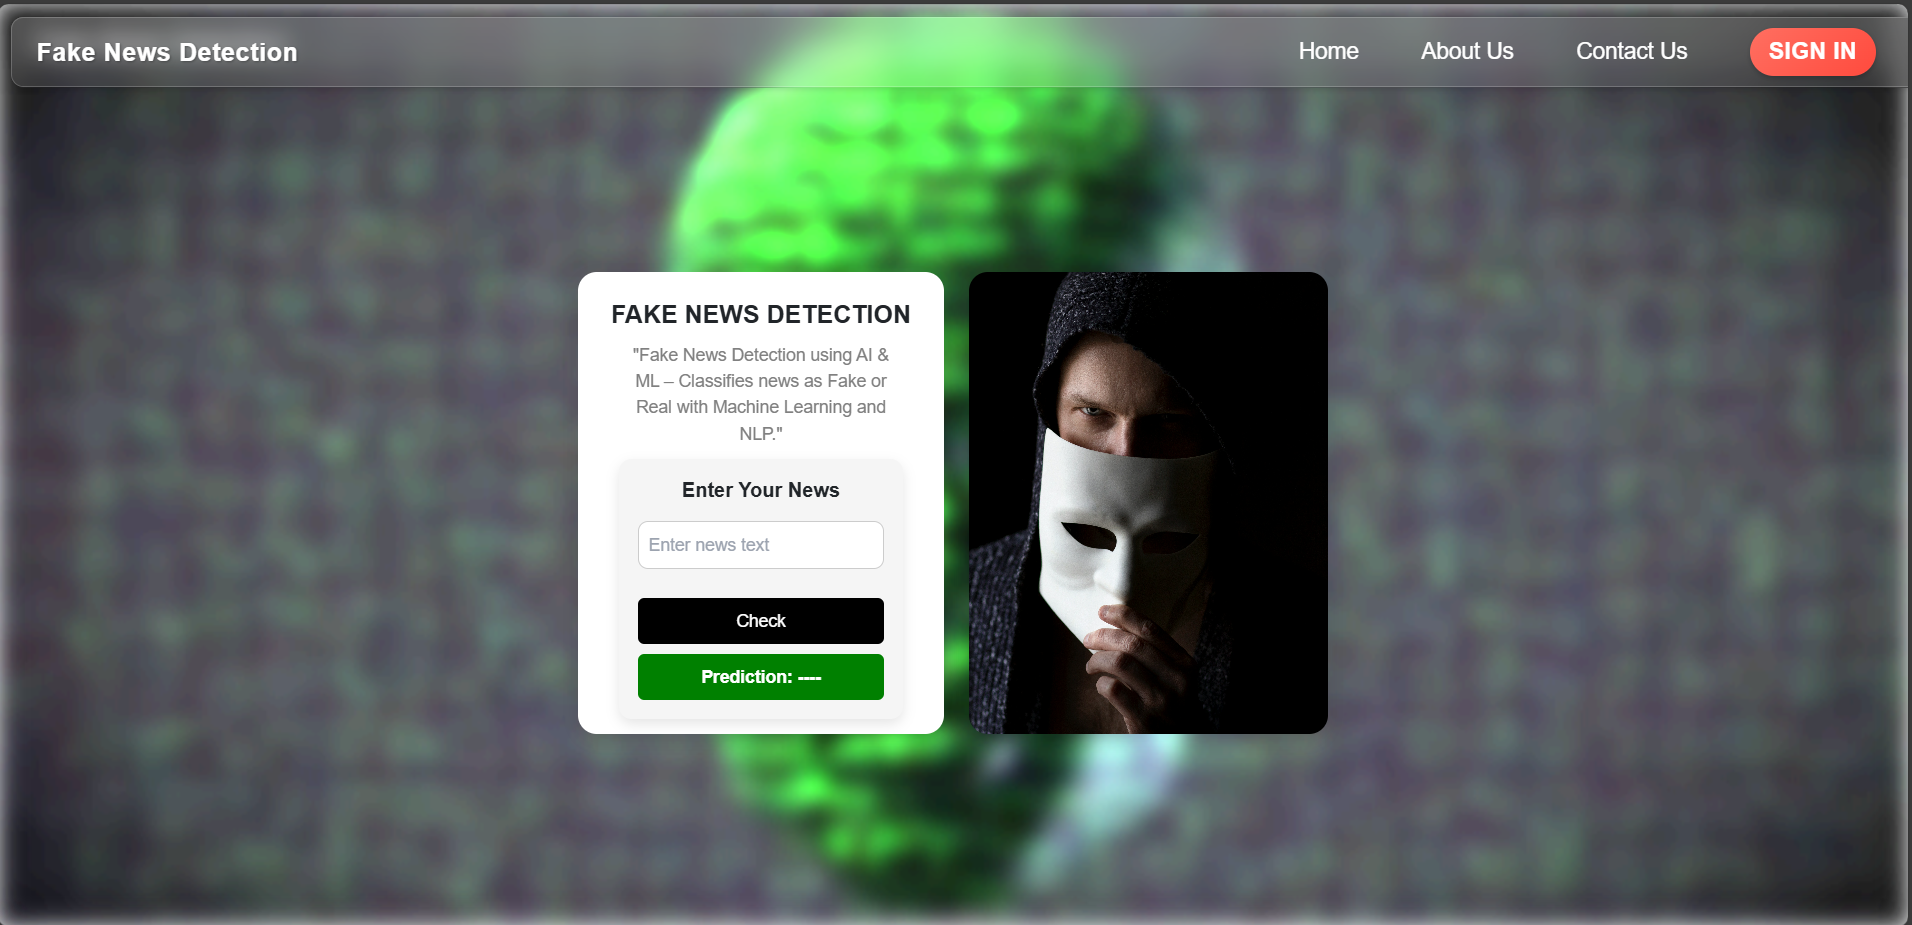 Fake News Detection
Home
About Us
Contact Us
SIGN IN
FAKE NEWS DETECTION
"Fake News Detection using AI &
ML – Classifies news as Fake or
Real with Machine Learning and
NLP."
Enter Your News
Enter news text
Check
Prediction: ----